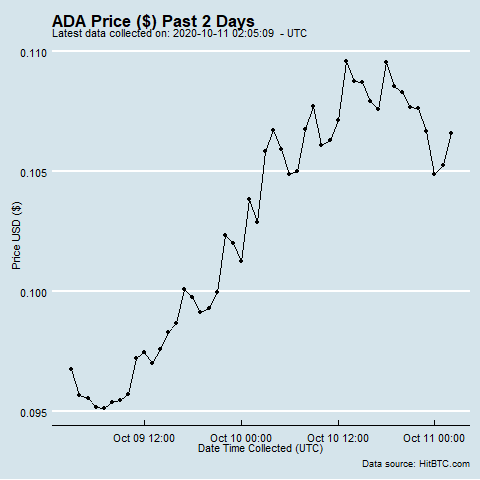 ADA Price ($) Past 2 Days
Latest data collected on: 2020-10-11 02:05:09  - UTC
0.110
0.105
0.100
0.095
Price USD ($)
Oct 09 12:00
Oct 10 00:00
Oct 10 12:00
Oct 11 00:00
Date Time Collected (UTC)
Data source: HitBTC.com